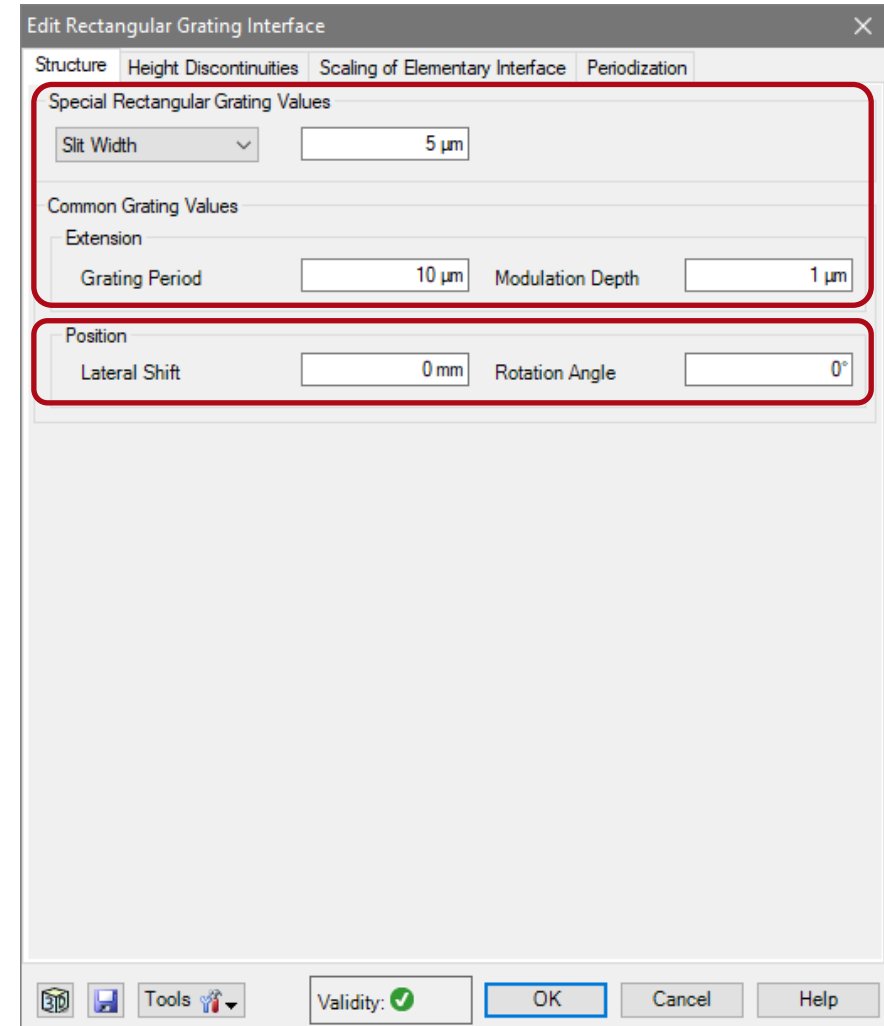 Edit Rectangular Grating Interface
Structure Height Discontinuities Scaling of Elementary Interface Periodization
Special Rectangular Grating Values
Slit Width 5 µm
Common Grating Values
Extension
Grating Period 10 µm Modulation Depth 1 µm
Position
Lateral Shift 0 mm Rotation Angle 0°
3D Tools Validity: OK Cancel Help